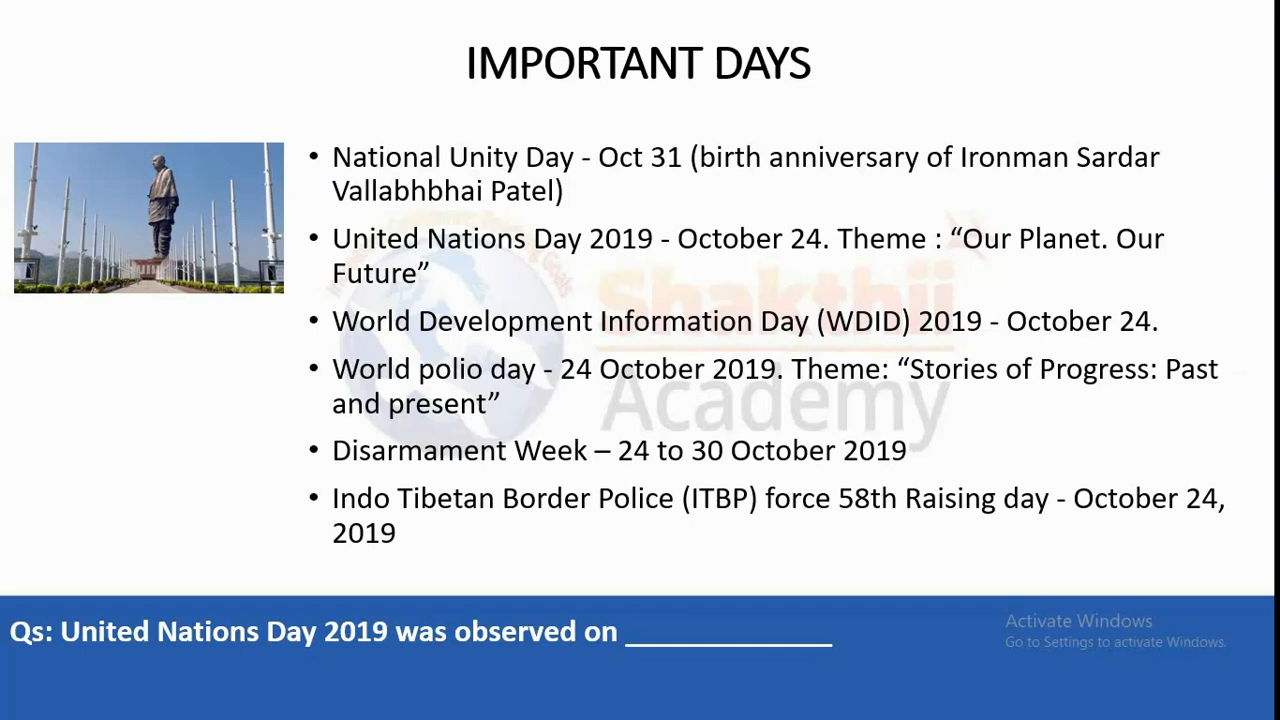 IMPORTANT DAYS
• National Unity Day - Oct 31 (birth anniversary of Ironman Sardar
Vallabhbhai Patel)
• United Nations Day 2019 - October 24. Theme : “Our Planet. Our
Future”
• World Development Information Day (WDID) 2019 - October 24.
• World polio day - 24 October 2019. Theme: “Stories of Progress: Past
and present”
• Disarmament Week – 24 to 30 October 2019
• Indo Tibetan Border Police (ITBP) force 58th Raising day - October 24,
2019
Shakthii
Academy
Qs: United Nations Day 2019 was observed on _____________
Activate Windows
Go to Settings to activate Windows.